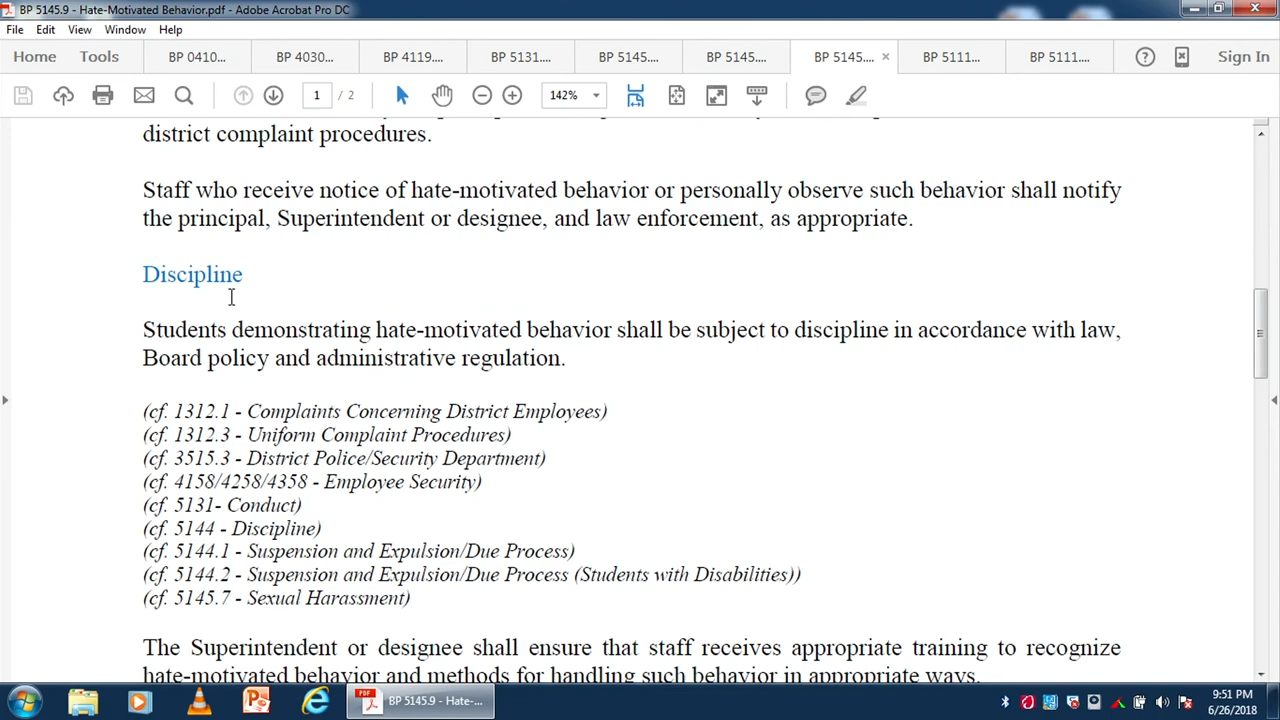 BP 5145.9 - Hate-Motivated Behavior.pdf - Adobe Acrobat Pro DC
File Edit View Window Help
Home Tools BP 0410... BP 4030... BP 4119.... BP 5131.... BP 5145.... BP 5145.... BP 5145.... BP 5111... BP 5111.... Sign In
1 / 2 142%
district complaint procedures.
Staff who receive notice of hate-motivated behavior or personally observe such behavior shall notify
the principal, Superintendent or designee, and law enforcement, as appropriate.
Discipline
Students demonstrating hate-motivated behavior shall be subject to discipline in accordance with law,
Board policy and administrative regulation.
(cf. 1312.1 - Complaints Concerning District Employees)
(cf. 1312.3 - Uniform Complaint Procedures)
(cf. 3515.3 - District Police/Security Department)
(cf. 4158/4258/4358 - Employee Security)
(cf. 5131- Conduct)
(cf. 5144 - Discipline)
(cf. 5144.1 - Suspension and Expulsion/Due Process)
(cf. 5144.2 - Suspension and Expulsion/Due Process (Students with Disabilities))
(cf. 5145.7 - Sexual Harassment)
The Superintendent or designee shall ensure that staff receives appropriate training to recognize
hate-motivated behavior and methods for handling such behavior in appropriate ways.
BP 5145.9 - Hate-...
9:51 PM
6/26/2018